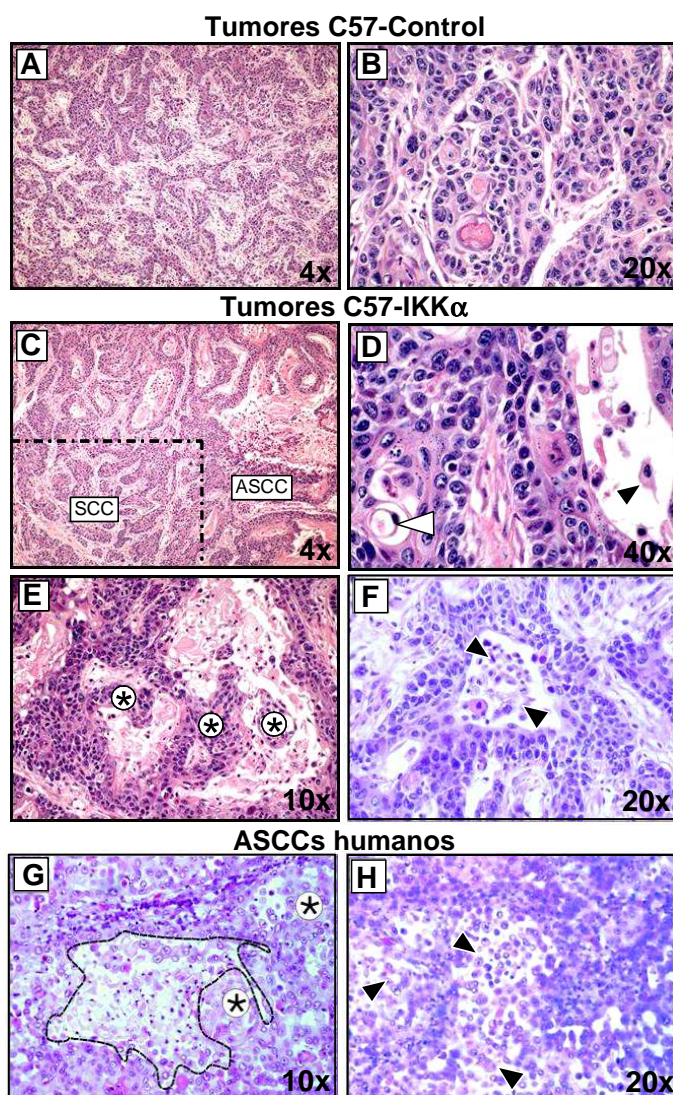 Tumores C57-Control
A
4x
B
20x
Tumores C57-IKKα
C
SCC
ASCC
4x
D
40x
E
* * *
10x
F
20x
ASCCs humanos
G
*
*
10x
H
20x